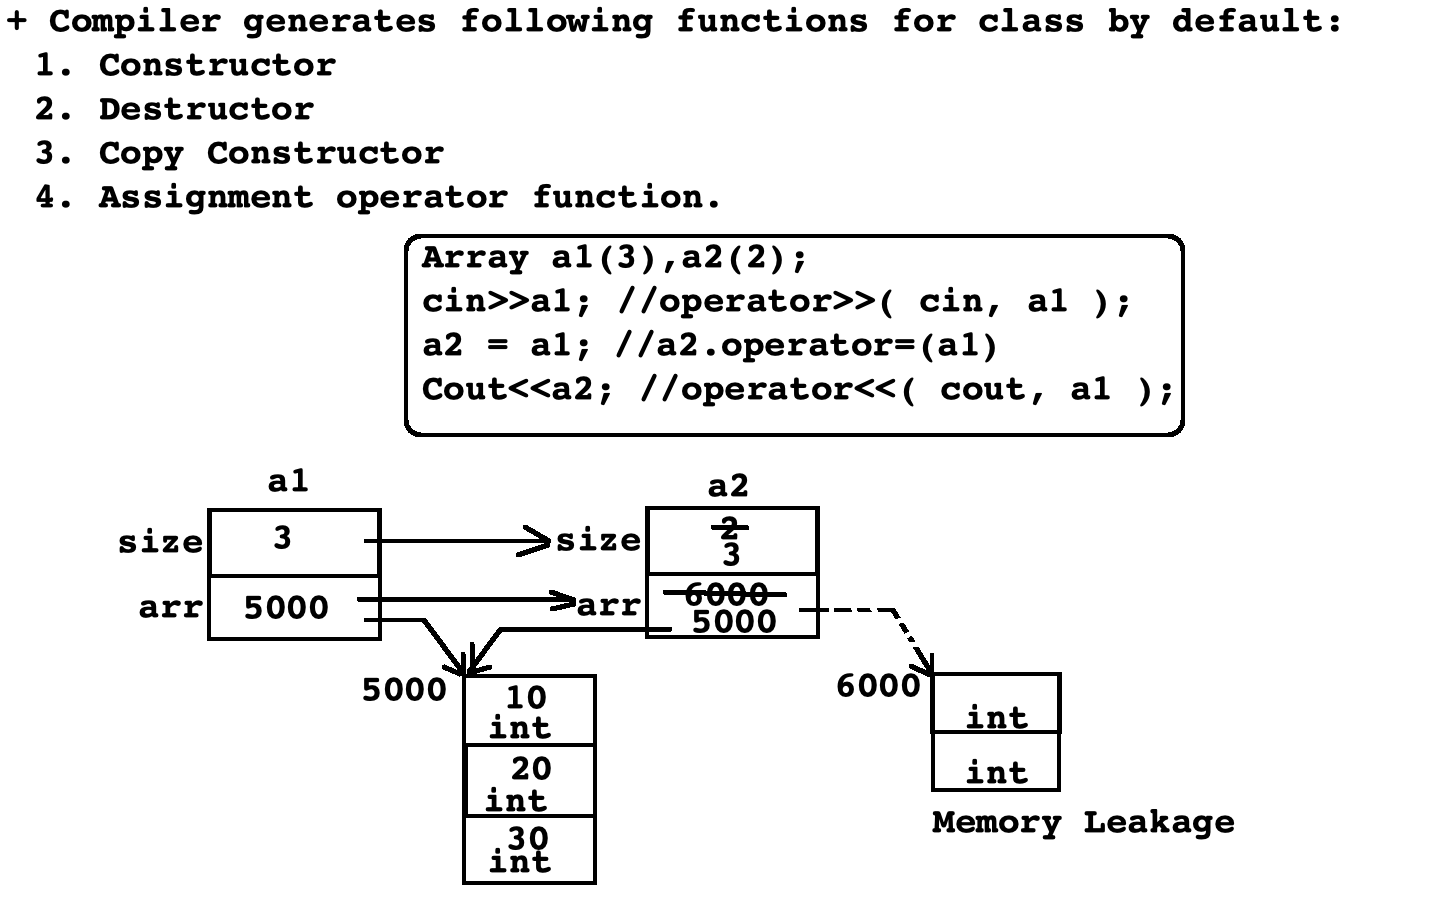 + Compiler generates following functions for class by default:
1. Constructor
2. Destructor
3. Copy Constructor
4. Assignment operator function.
Array a1(3),a2(2);
cin>>a1; //operator>>( cin, a1 );
a2 = a1; //a2.operator=(a1)
Cout<<a2; //operator<<( cout, a1 );
a1
a2
size
3
size
2
3
arr
5000
arr
6000
5000
5000
10
int
20
int
30
int
6000
int
int
Memory Leakage